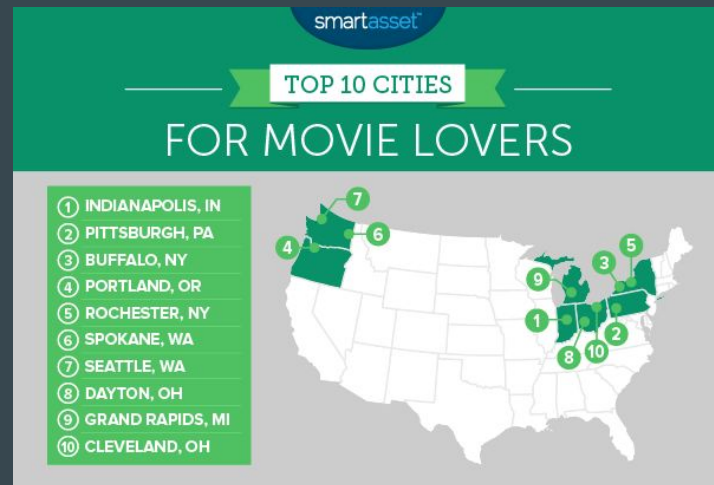 smartasset™
TOP 10 CITIES
FOR MOVIE LOVERS
1 INDIANAPOLIS, IN
2 PITTSBURGH, PA
3 BUFFALO, NY
4 PORTLAND, OR
5 ROCHESTER, NY
6 SPOKANE, WA
7 SEATTLE, WA
8 DAYTON, OH
9 GRAND RAPIDS, MI
10 CLEVELAND, OH
7
6
4
5
3
9
1
2
8
10